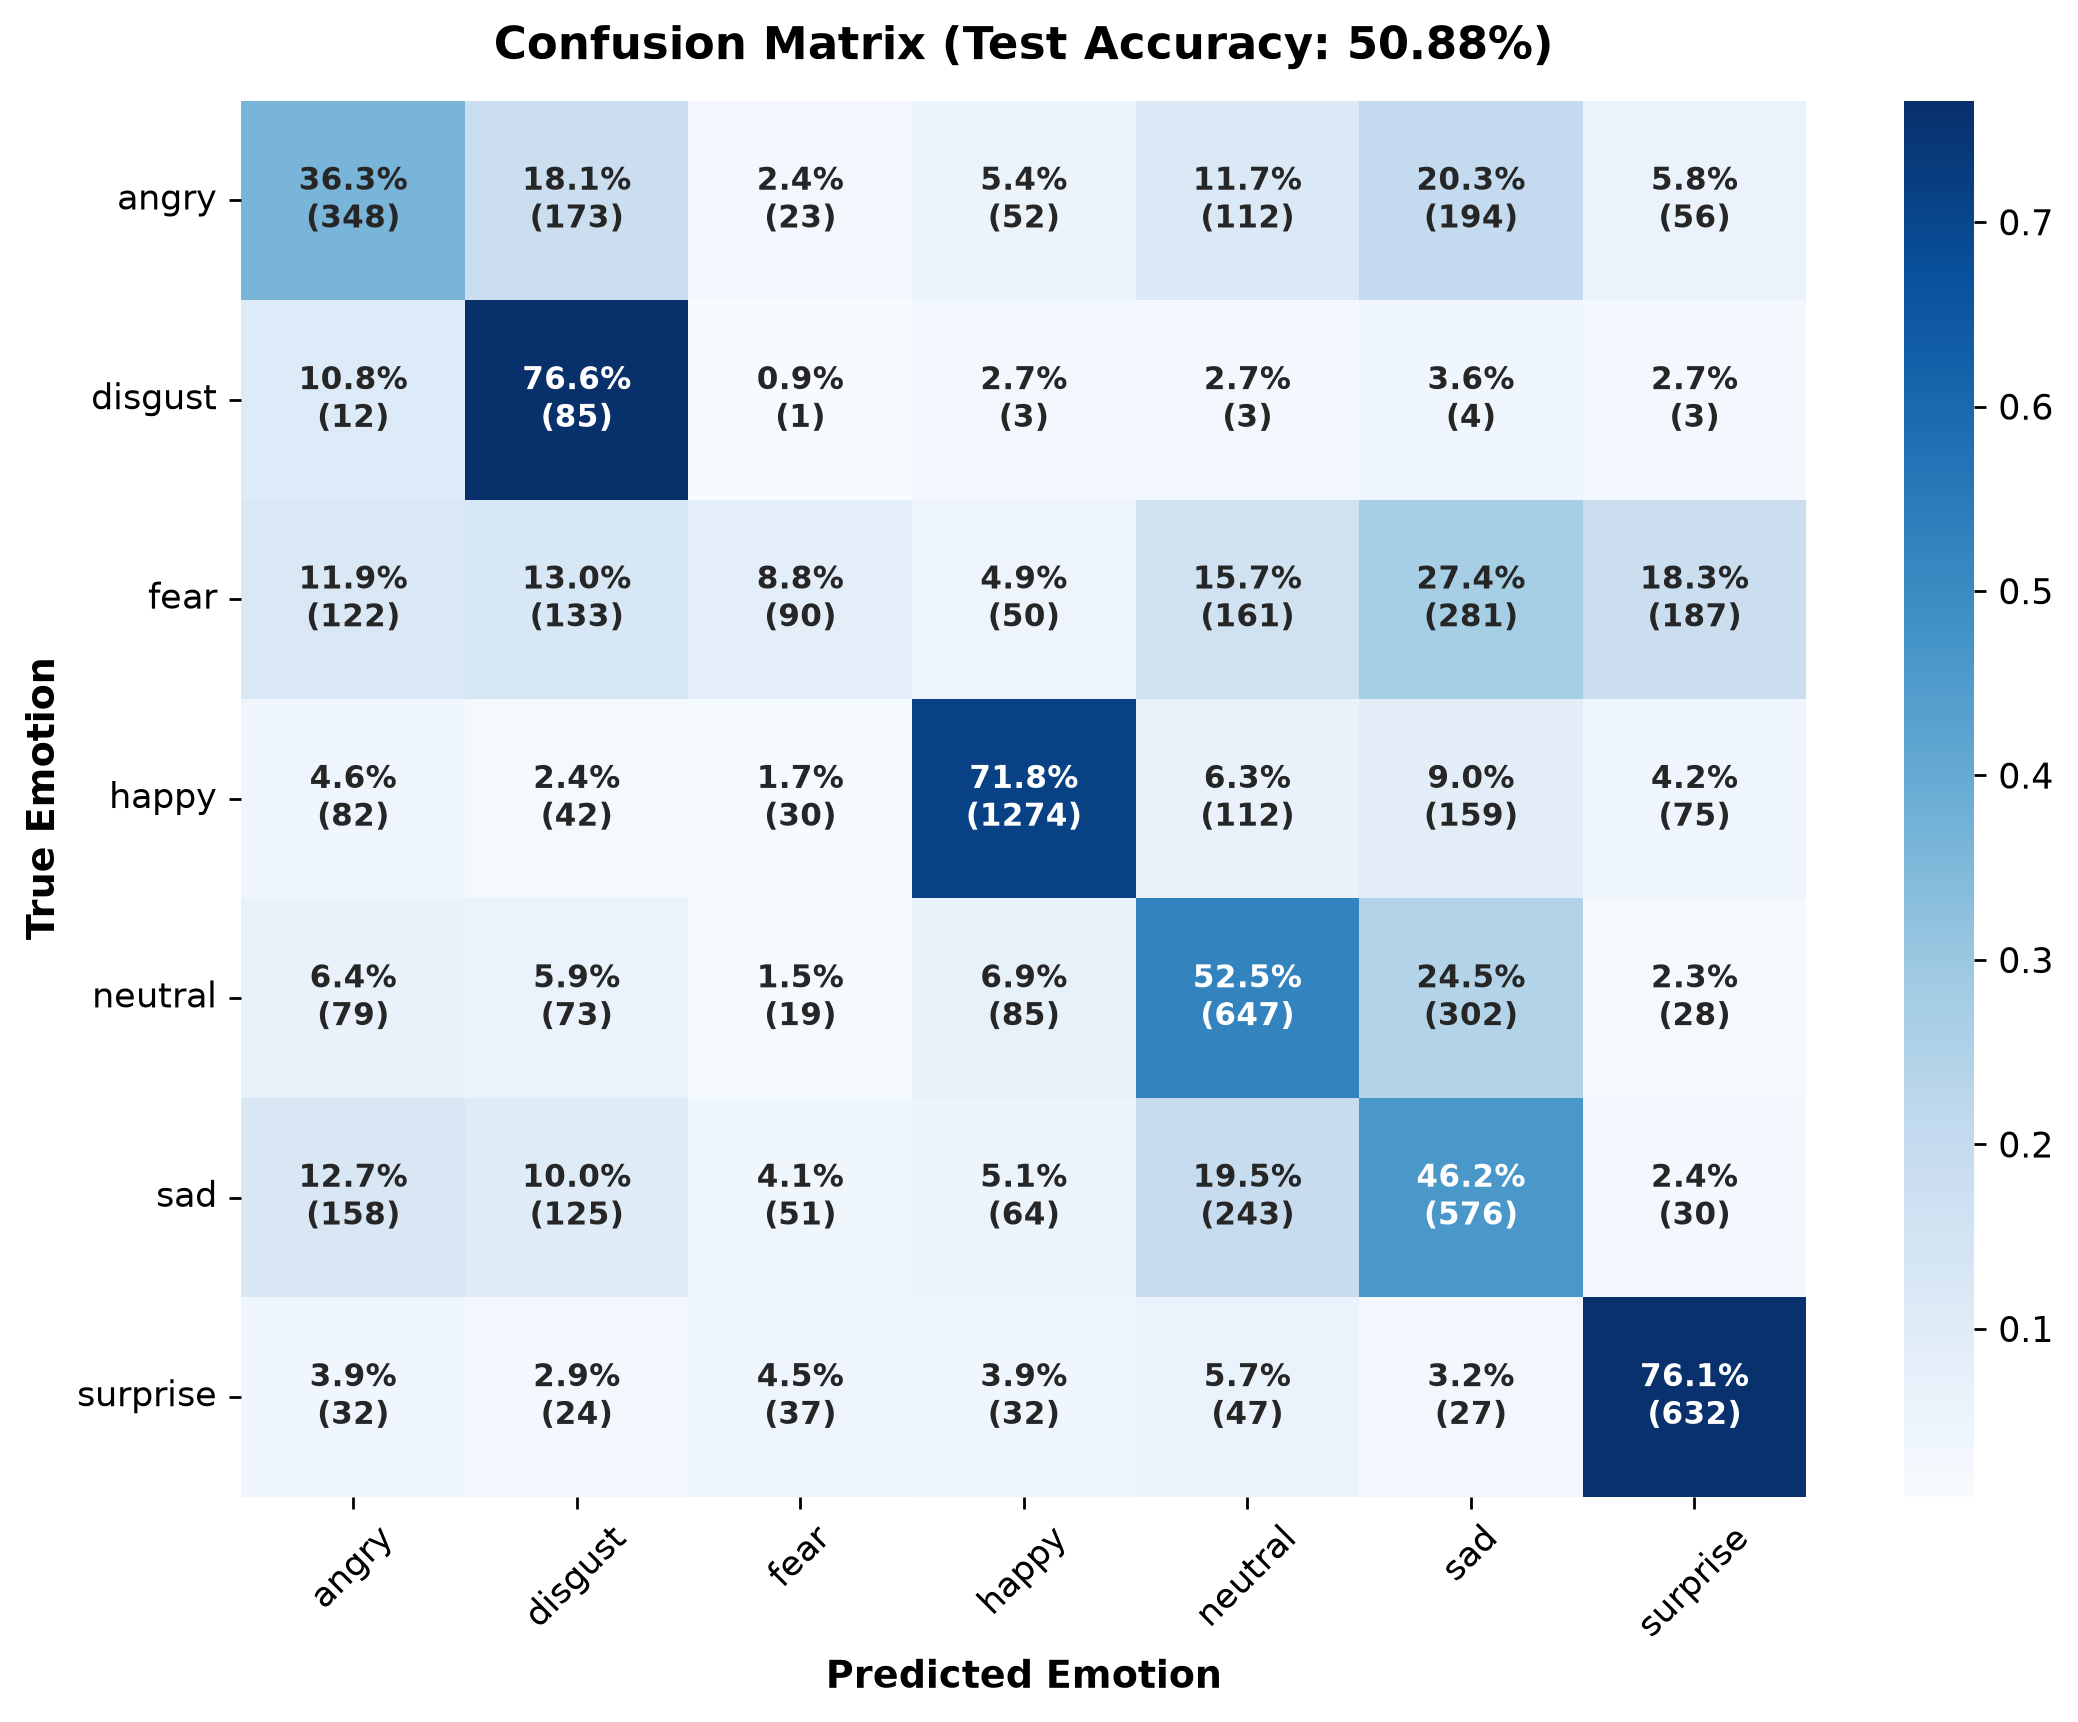 Confusion Matrix (Test Accuracy: 50.88%)
angry 36.3% 18.1% 2.4% 5.4% 11.7% 20.3% 5.8%
(348) (173) (23) (52) (112) (194) (56)
disgust 10.8% 76.6% 0.9% 2.7% 2.7% 3.6% 2.7%
(12) (85) (1) (3) (3) (4) (3)
fear 11.9% 13.0% 8.8% 4.9% 15.7% 27.4% 18.3%
(122) (133) (90) (50) (161) (281) (187)
happy 4.6% 2.4% 1.7% 71.8% 6.3% 9.0% 4.2%
(82) (42) (30) (1274) (112) (159) (75)
neutral 6.4% 5.9% 1.5% 6.9% 52.5% 24.5% 2.3%
(79) (73) (19) (85) (647) (302) (28)
sad 12.7% 10.0% 4.1% 5.1% 19.5% 46.2% 2.4%
(158) (125) (51) (64) (243) (576) (30)
surprise 3.9% 2.9% 4.5% 3.9% 5.7% 3.2% 76.1%
(32) (24) (37) (32) (47) (27) (632)
angry disgust fear happy neutral sad surprise
Predicted Emotion
True Emotion
0.7
0.6
0.5
0.4
0.3
0.2
0.1